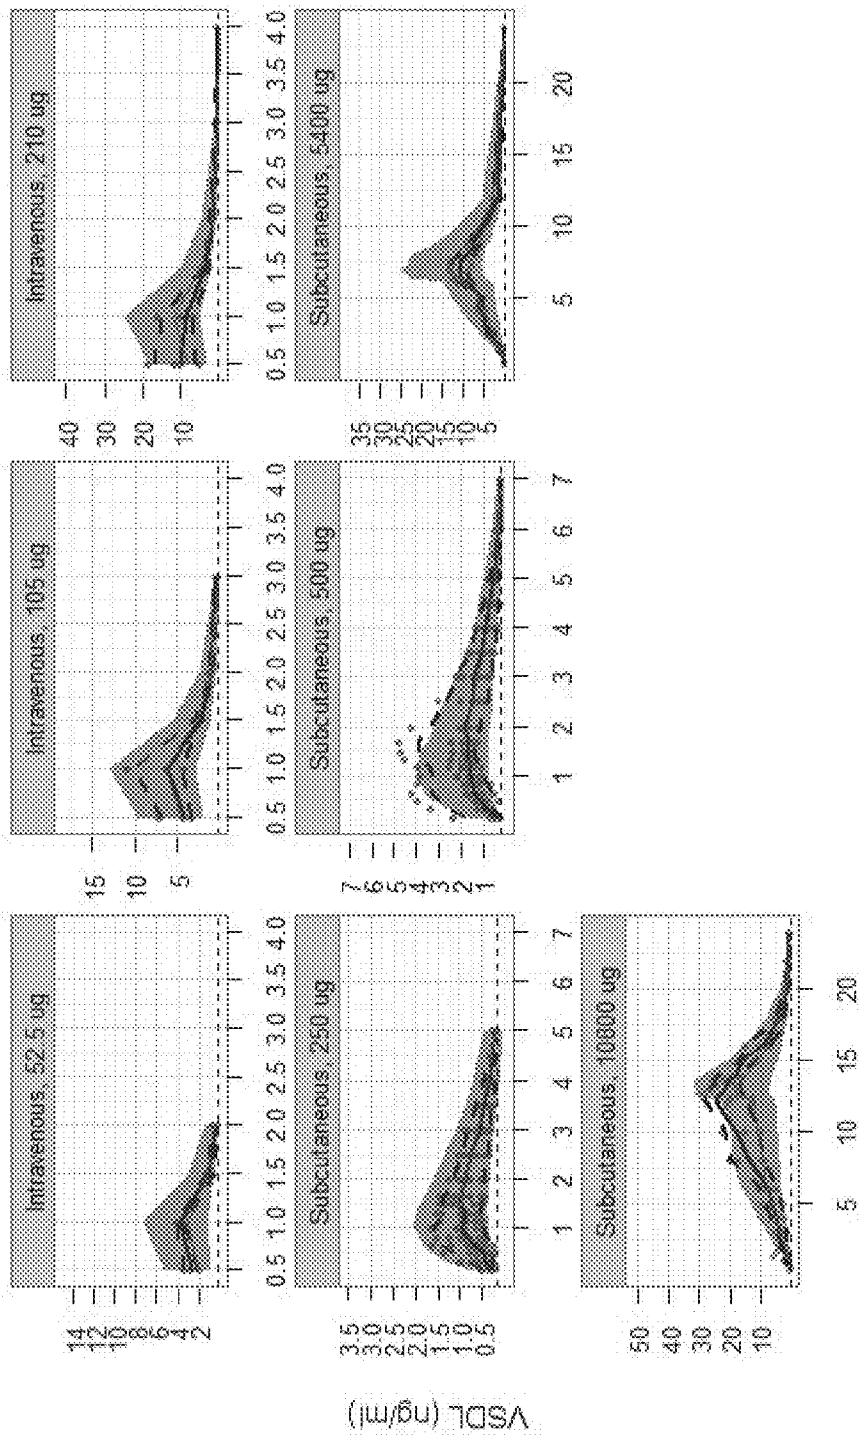 VSDL (ng/ml)
Intravenous, 52.5 ug
14
12
10
8
6
4
2
0.5 1.0 1.5 2.0 2.5 3.0 3.5 4.0
Intravenous, 105 ug
15
10
5
0.5 1.0 1.5 2.0 2.5 3.0 3.5 4.0
Intravenous, 210 ug
40
30
20
10
0.5 1.0 1.5 2.0 2.5 3.0 3.5 4.0
Subcutaneous, 250 ug
3.5
3.0
2.5
2.0
1.5
1.0
0.5
1 2 3 4 5 6 7
Subcutaneous, 500 ug
7
6
5
4
3
2
1
1 2 3 4 5 6 7
Subcutaneous, 5400 ug
35
30
25
20
15
10
5
5 10 15 20
Subcutaneous, 10800 ug
50
40
30
20
10
5 10 15 20